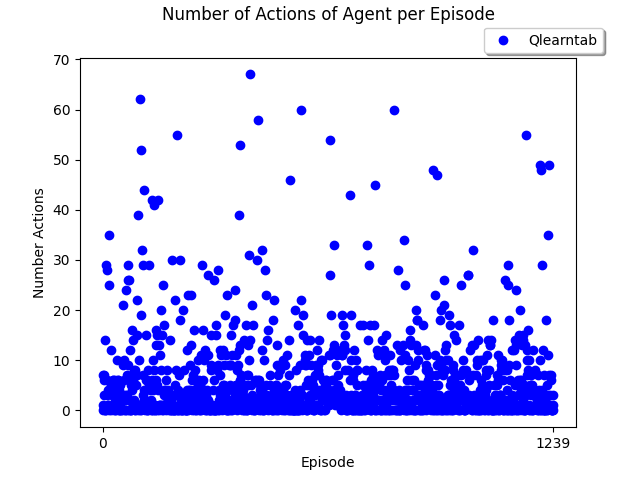 Number of Actions of Agent per Episode
Qlearntab
70
60
50
40
30
20
10
0
Number Actions
0 1239
Episode